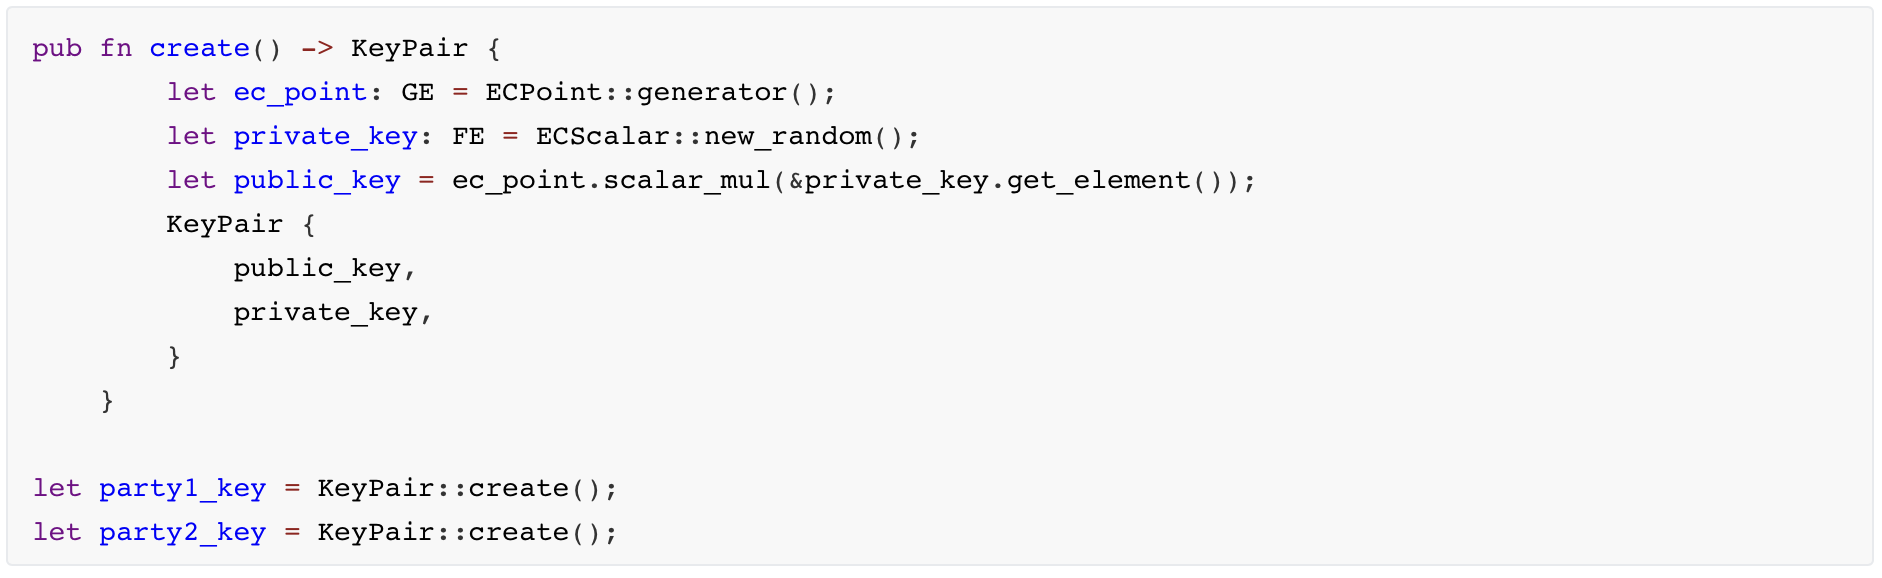 pub fn create() -> KeyPair {
        let ec_point: GE = ECPoint::generator();
        let private_key: FE = ECScalar::new_random();
        let public_key = ec_point.scalar_mul(&private_key.get_element());
        KeyPair {
            public_key,
            private_key,
        }
    }

let party1_key = KeyPair::create();
let party2_key = KeyPair::create();